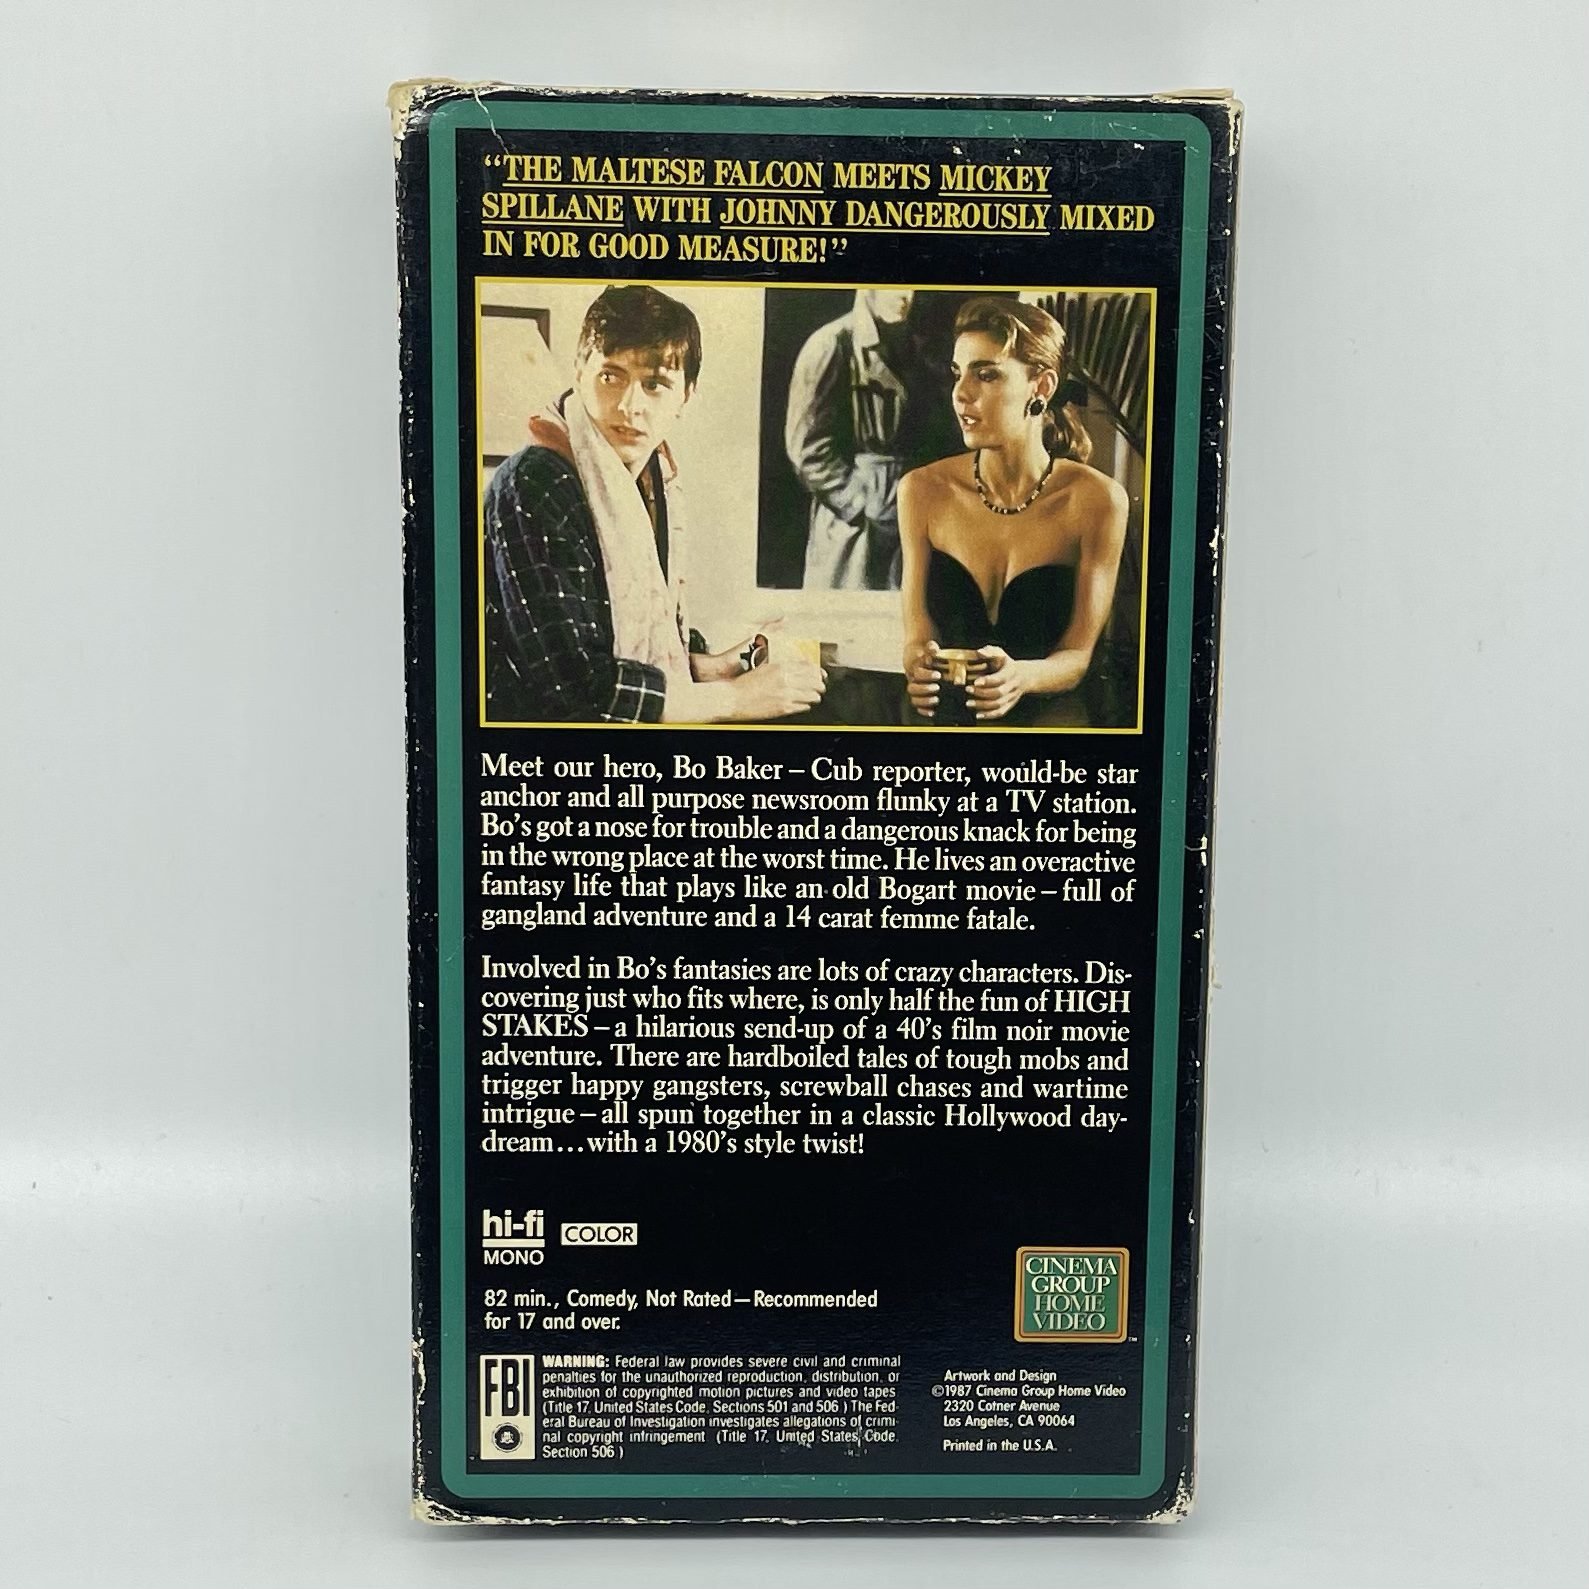 “THE MALTESE FALCON MEETS MICKEY
SPILLANE WITH JOHNNY DANGEROUSLY MIXED
IN FOR GOOD MEASURE!”
Meet our hero, Bo Baker – Cub reporter, would-be star
anchor and all purpose newsroom flunky at a TV station.
Bo’s got a nose for trouble and a dangerous knack for being
in the wrong place at the worst time. He lives an overactive
fantasy life that plays like an old Bogart movie – full of
gangland adventure and a 14 carat femme fatale.
Involved in Bo’s fantasies are lots of crazy characters. Dis-
covering just who fits where, is only half the fun of HIGH
STAKES – a hilarious send-up of a 40’s film noir movie
adventure. There are hardboiled tales of tough mobs and
trigger happy gangsters, screwball chases and wartime
intrigue – all spun together in a classic Hollywood day-
dream...with a 1980’s style twist!
hi-fi
MONO
COLOR
82 min., Comedy, Not Rated — Recommended
for 17 and over.
CINEMA
GROUP
HOME
VIDEO
™
FBI
WARNING: Federal law provides severe civil and criminal
penalties for the unauthorized reproduction, distribution, or
exhibition of copyrighted motion pictures and video tapes
(Title 17, United States Code, Sections 501 and 506.) The Fed-
eral Bureau of Investigation investigates allegations of crimi-
nal copyright infringement (Title 17, United States Code,
Section 506.)
Artwork and Design
©1987 Cinema Group Home Video
2320 Cotner Avenue
Los Angeles, CA 90064
Printed in the U.S.A.